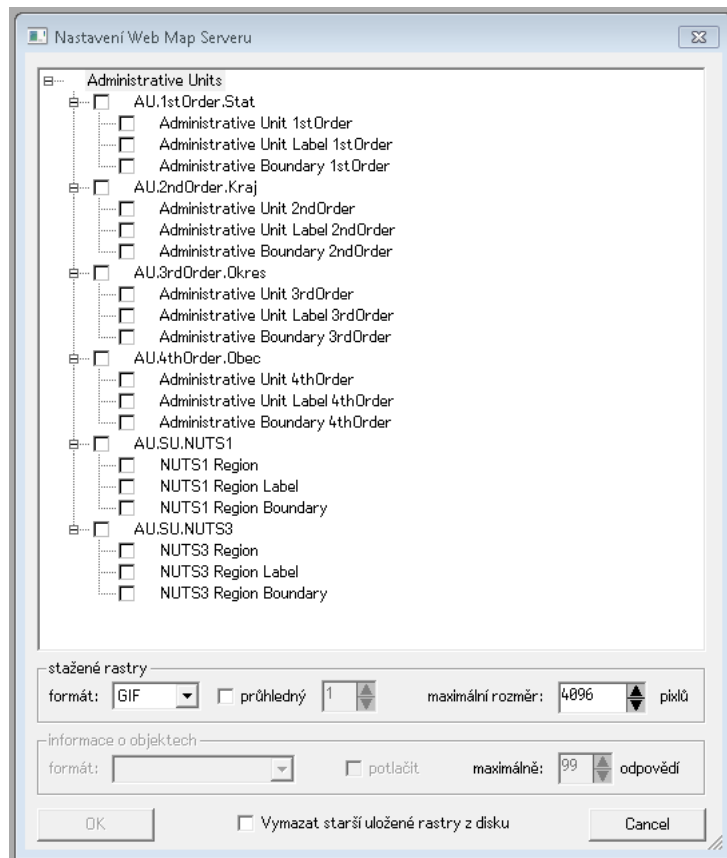 Nastavení Web Map Serveru
Administrative Units
AU.1stOrder.Stat
Administrative Unit 1stOrder
Administrative Unit Label 1stOrder
Administrative Boundary 1stOrder
AU.2ndOrder.Kraj
Administrative Unit 2ndOrder
Administrative Unit Label 2ndOrder
Administrative Boundary 2ndOrder
AU.3rdOrder.Okres
Administrative Unit 3rdOrder
Administrative Unit Label 3rdOrder
Administrative Boundary 3rdOrder
AU.4thOrder.Obec
Administrative Unit 4thOrder
Administrative Unit Label 4thOrder
Administrative Boundary 4thOrder
AU.SU.NUTS1
NUTS1 Region
NUTS1 Region Label
NUTS1 Region Boundary
AU.SU.NUTS3
NUTS3 Region
NUTS3 Region Label
NUTS3 Region Boundary
stažené rastry
formát: GIF průhledný 1 maximální rozměr: 4096 pixlů
informace o objektech
formát: potlačit maximálně: 99 odpovědí
OK Vymazat starší uložené rastry z disku Cancel